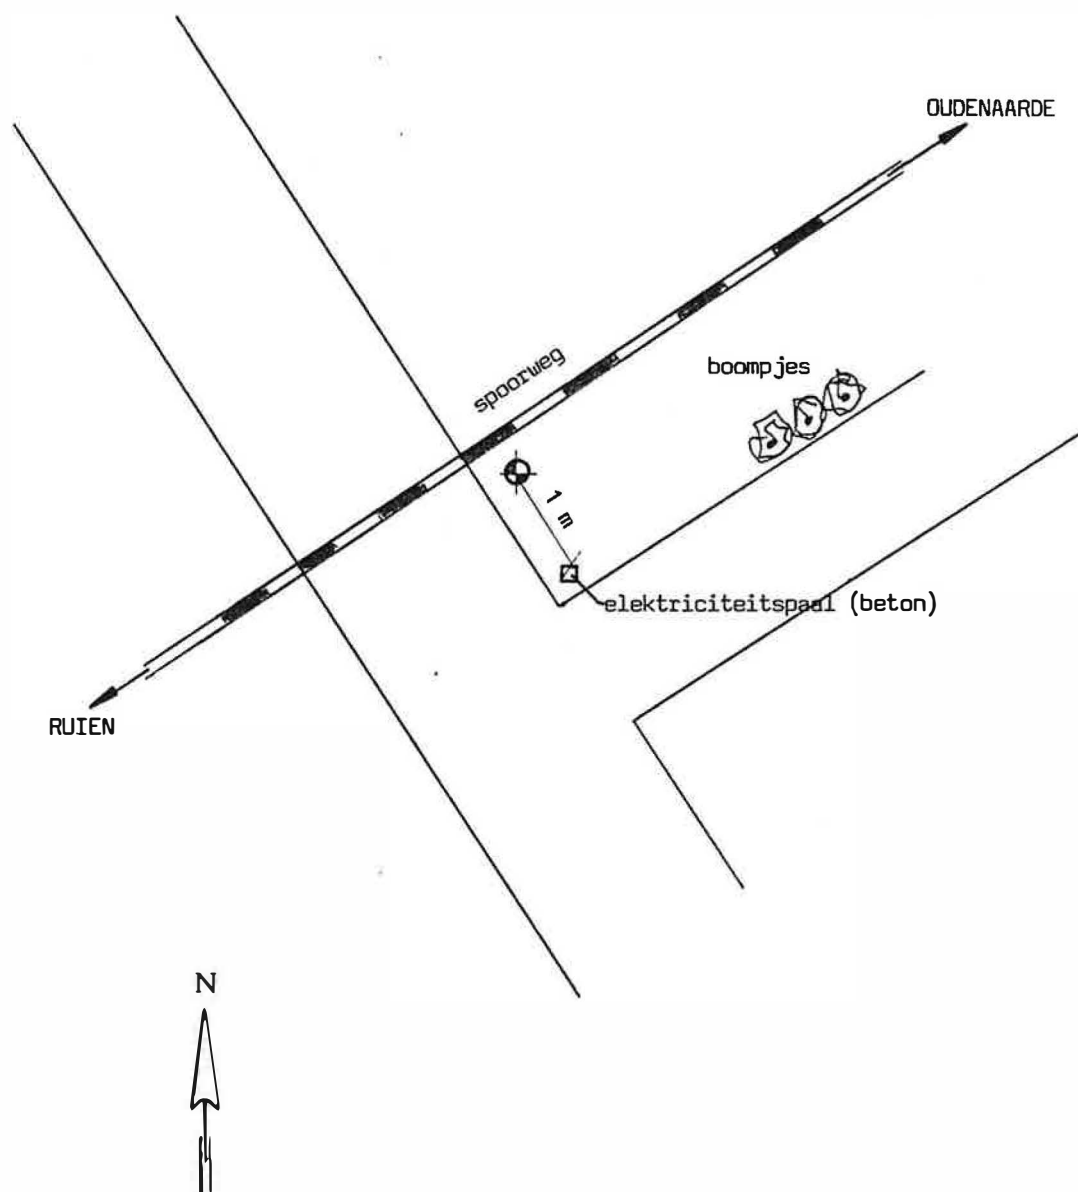 OUDENAARDE
spoorweg
boompjes
1 m
elektriciteitspaal (beton)
RUIEN
N